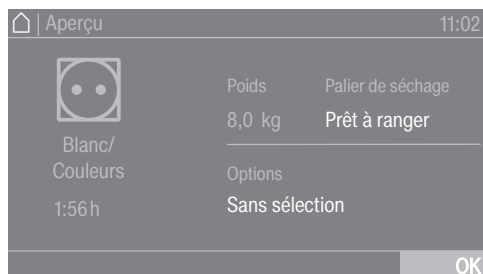 Aperçu 11:02
Blanc/
Couleurs
1:56 h
Poids Palier de séchage
8,0 kg Prêt à ranger
Options
Sans sélection
OK